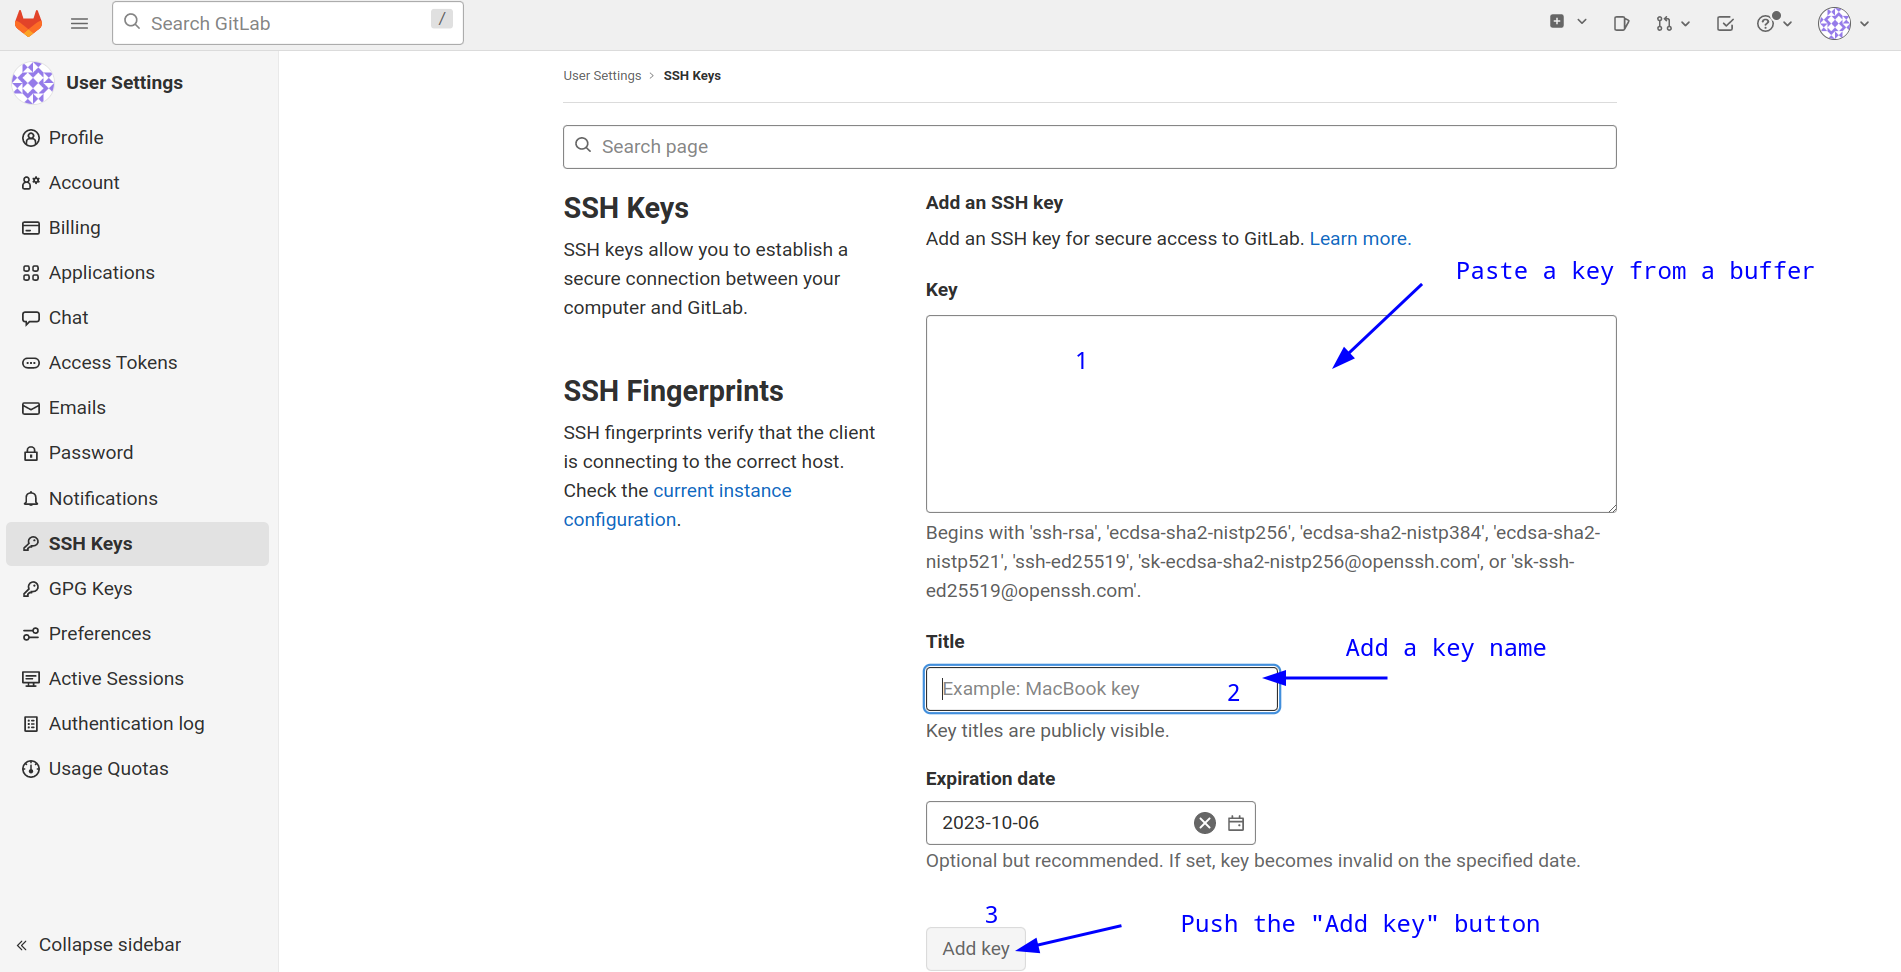 Search GitLab
/
User Settings
Profile
Account
Billing
Applications
Chat
Access Tokens
Emails
Password
Notifications
SSH Keys
GPG Keys
Preferences
Active Sessions
Authentication log
Usage Quotas
« Collapse sidebar
User Settings › SSH Keys
Search page
SSH Keys
SSH keys allow you to establish a
secure connection between your
computer and GitLab.
SSH Fingerprints
SSH fingerprints verify that the client
is connecting to the correct host.
Check the current instance
configuration.
Add an SSH key
Add an SSH key for secure access to GitLab. Learn more.
Paste a key from a buffer
Key
1
Begins with 'ssh-rsa', 'ecdsa-sha2-nistp256', 'ecdsa-sha2-nistp384', 'ecdsa-sha2-
nistp521', 'ssh-ed25519', 'sk-ecdsa-sha2-nistp256@openssh.com', or 'sk-ssh-
ed25519@openssh.com'.
Title
Add a key name
Example: MacBook key
2
Key titles are publicly visible.
Expiration date
2023-10-06
Optional but recommended. If set, key becomes invalid on the specified date.
3
Push the "Add key" button
Add key